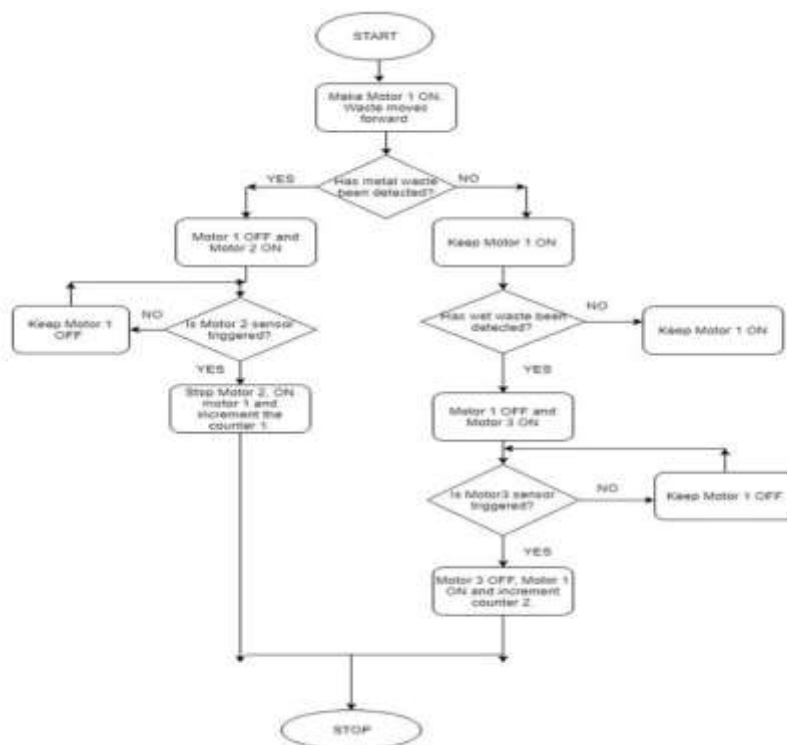 START
Make Motor 1 ON.
Waste moves
forward
Has metal waste
been detected?
YES
NO
Motor 1 OFF and
Motor 2 ON
Keep Motor 1 ON
Is Motor 2 sensor
triggered?
NO
Keep Motor 1
OFF
YES
Stop Motor 2, ON
motor 1 and
increment the
counter 1.
Has wet waste been
detected?
NO
Keep Motor 1 ON
YES
Motor 1 OFF and
Motor 3 ON
Is Motor3 sensor
triggered?
NO
Keep Motor 1 OFF
YES
Motor 3 OFF, Motor 1
ON and increment
counter 2.
STOP